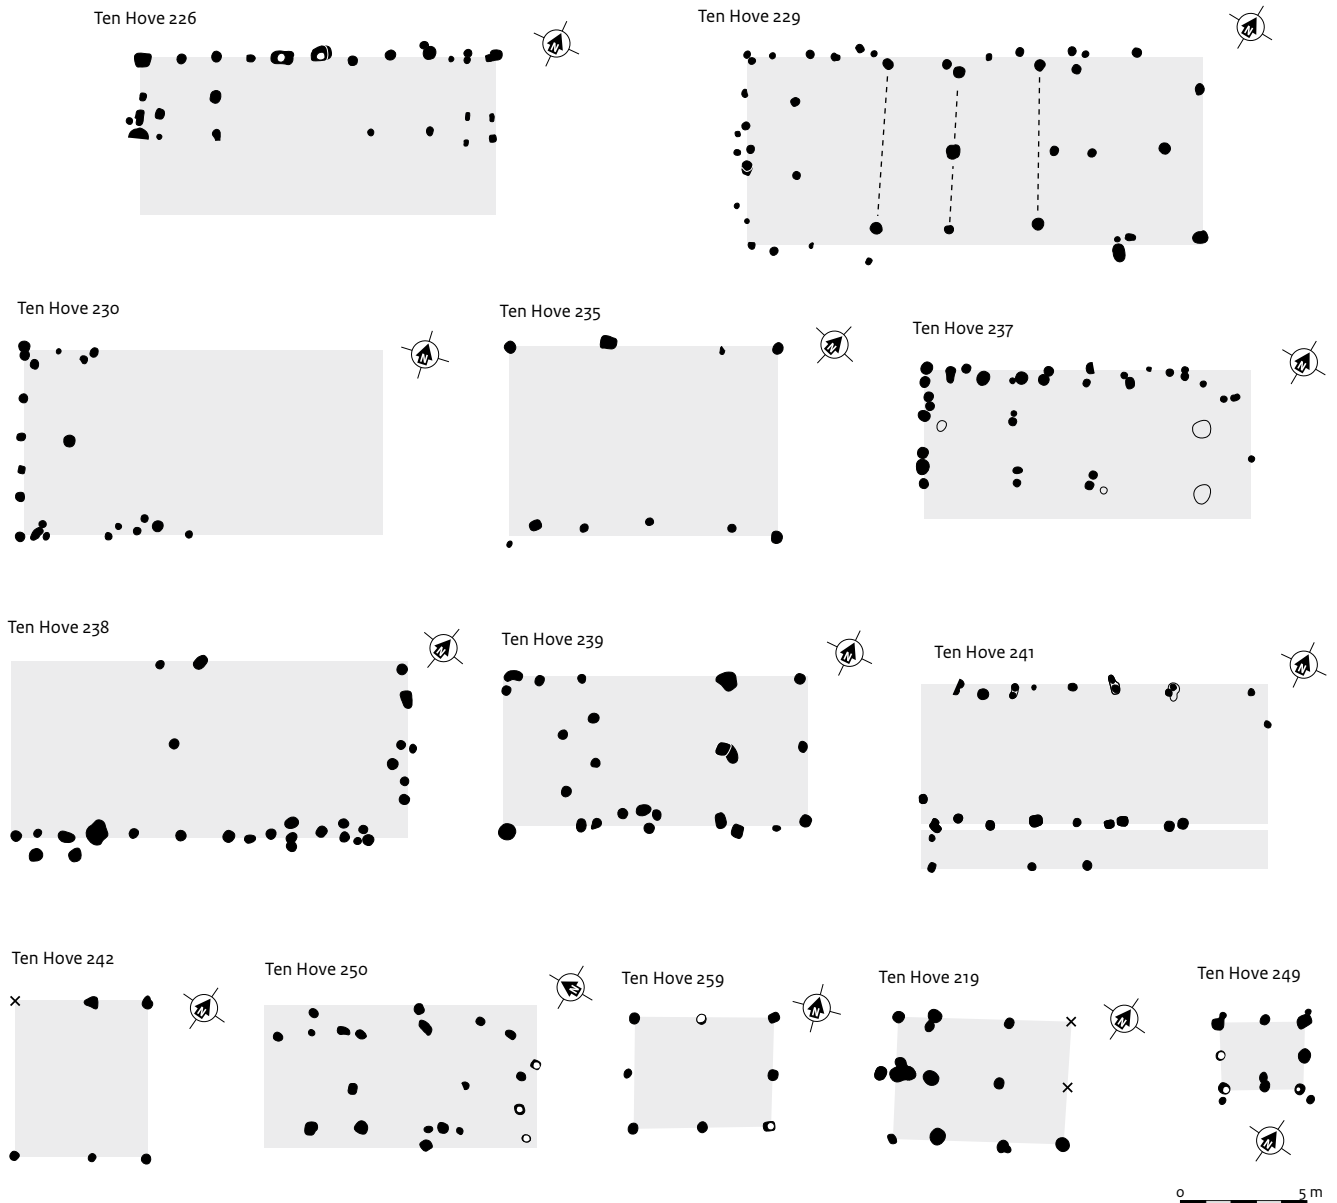 Ten Hove 226
N
Ten Hove 229
N
Ten Hove 230
N
Ten Hove 235
N
Ten Hove 237
N
Ten Hove 238
N
Ten Hove 239
N
Ten Hove 241
N
Ten Hove 242
N
Ten Hove 250
N
Ten Hove 259
N
Ten Hove 219
N
Ten Hove 249
N
0 5 m